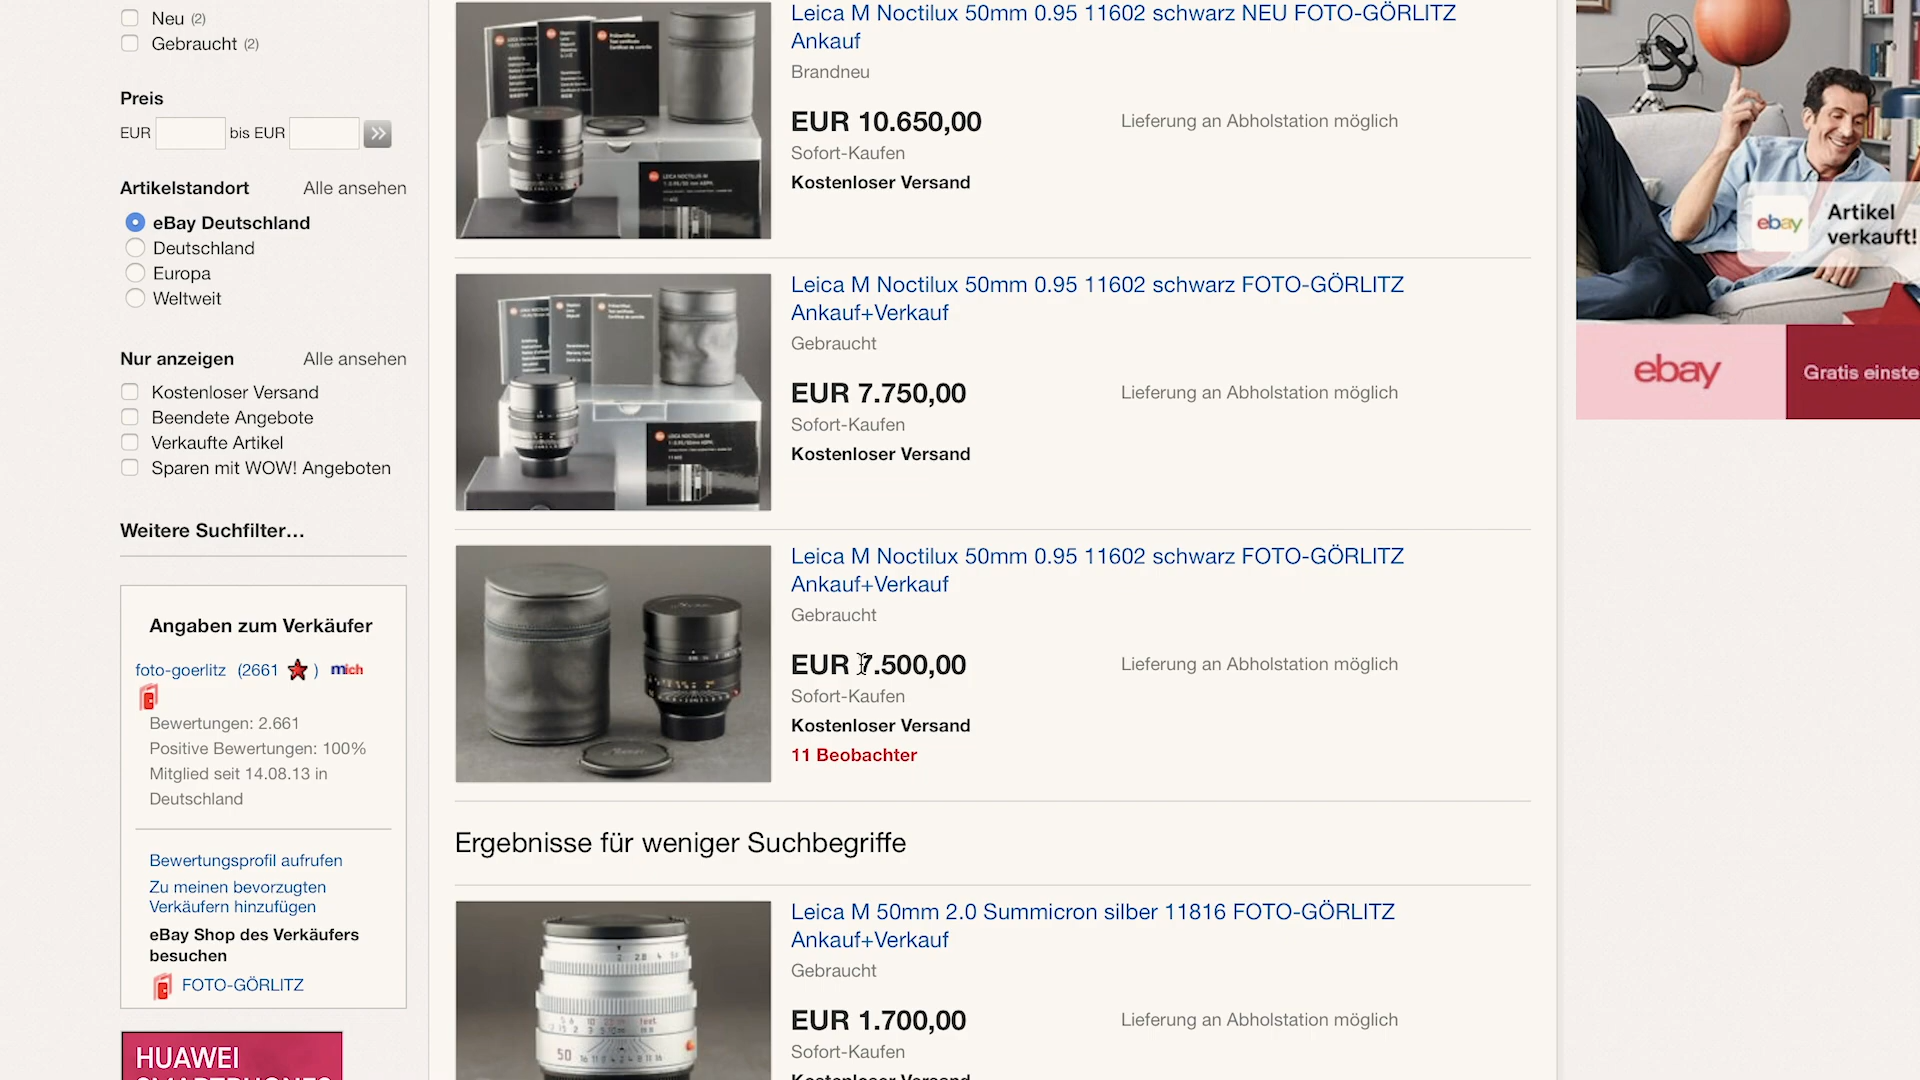 Neu (2)
Gebraucht (2)
Preis
EUR bis EUR
Artikelstandort Alle ansehen
eBay Deutschland
Deutschland
Europa
Weltweit
Nur anzeigen Alle ansehen
Kostenloser Versand
Beendete Angebote
Verkaufte Artikel
Sparen mit WOW! Angeboten
Weitere Suchfilter...
Angaben zum Verkäufer
foto-goerlitz (2661 ) mich
Bewertungen: 2.661
Positive Bewertungen: 100%
Mitglied seit 14.08.13 in
Deutschland
Bewertungsprofil aufrufen
Zu meinen bevorzugten
Verkäufern hinzufügen
eBay Shop des Verkäufers
besuchen
FOTO-GÖRLITZ
HUAWEI
Leica M Noctilux 50mm 0.95 11602 schwarz NEU FOTO-GÖRLITZ
Ankauf
Brandneu
EUR 10.650,00 Lieferung an Abholstation möglich
Sofort-Kaufen
Kostenloser Versand
Leica M Noctilux 50mm 0.95 11602 schwarz FOTO-GÖRLITZ
Ankauf+Verkauf
Gebraucht
EUR 7.750,00 Lieferung an Abholstation möglich
Sofort-Kaufen
Kostenloser Versand
Leica M Noctilux 50mm 0.95 11602 schwarz FOTO-GÖRLITZ
Ankauf+Verkauf
Gebraucht
EUR 7.500,00 Lieferung an Abholstation möglich
Sofort-Kaufen
Kostenloser Versand
11 Beobachter
Ergebnisse für weniger Suchbegriffe
Leica M 50mm 2.0 Summicron silber 11816 FOTO-GÖRLITZ
Ankauf+Verkauf
Gebraucht
EUR 1.700,00 Lieferung an Abholstation möglich
Sofort-Kaufen
Kostenloser Versand
ebay Artikel
verkauft!
ebay Gratis einste